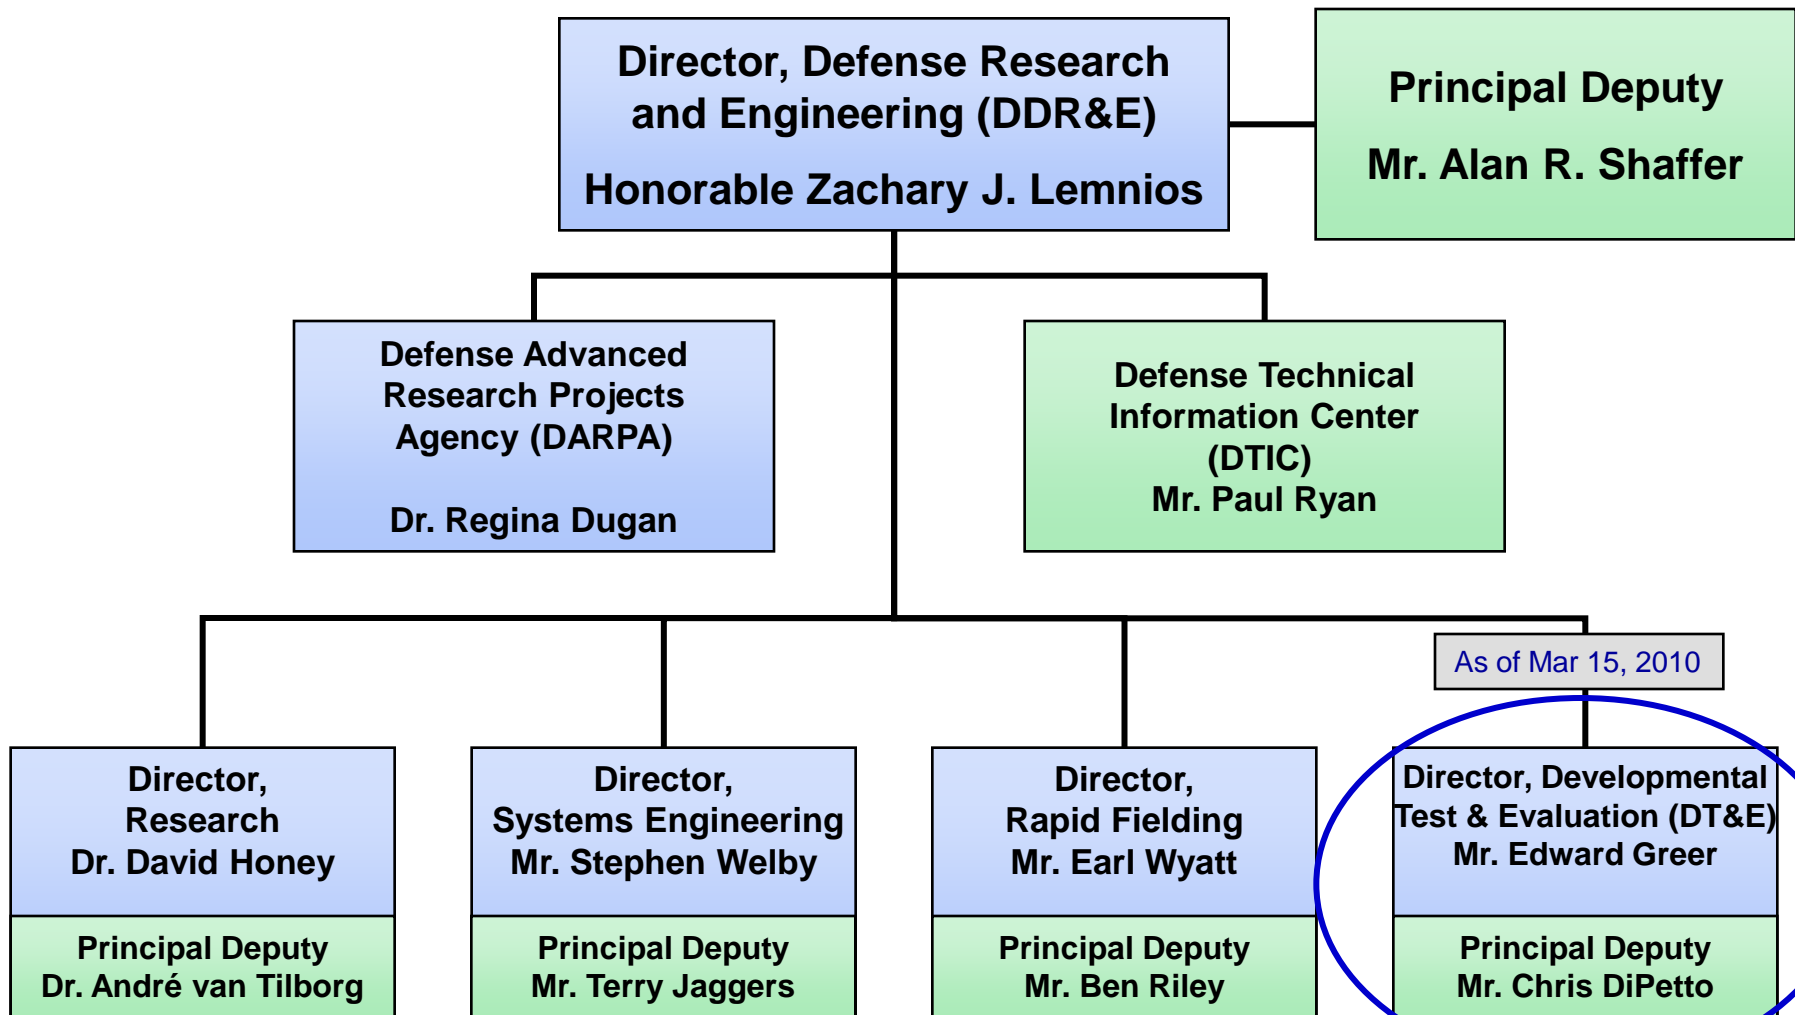 Director, Defense Research
and Engineering (DDR&E)
Honorable Zachary J. Lemnios
Principal Deputy
Mr. Alan R. Shaffer
Defense Advanced
Research Projects
Agency (DARPA)
Dr. Regina Dugan
Defense Technical
Information Center
(DTIC)
Mr. Paul Ryan
As of Mar 15, 2010
Director,
Research
Dr. David Honey
Principal Deputy
Dr. André van Tilborg
Director,
Systems Engineering
Mr. Stephen Welby
Principal Deputy
Mr. Terry Jaggers
Director,
Rapid Fielding
Mr. Earl Wyatt
Principal Deputy
Mr. Ben Riley
Director, Developmental
Test & Evaluation (DT&E)
Mr. Edward Greer
Principal Deputy
Mr. Chris DiPetto